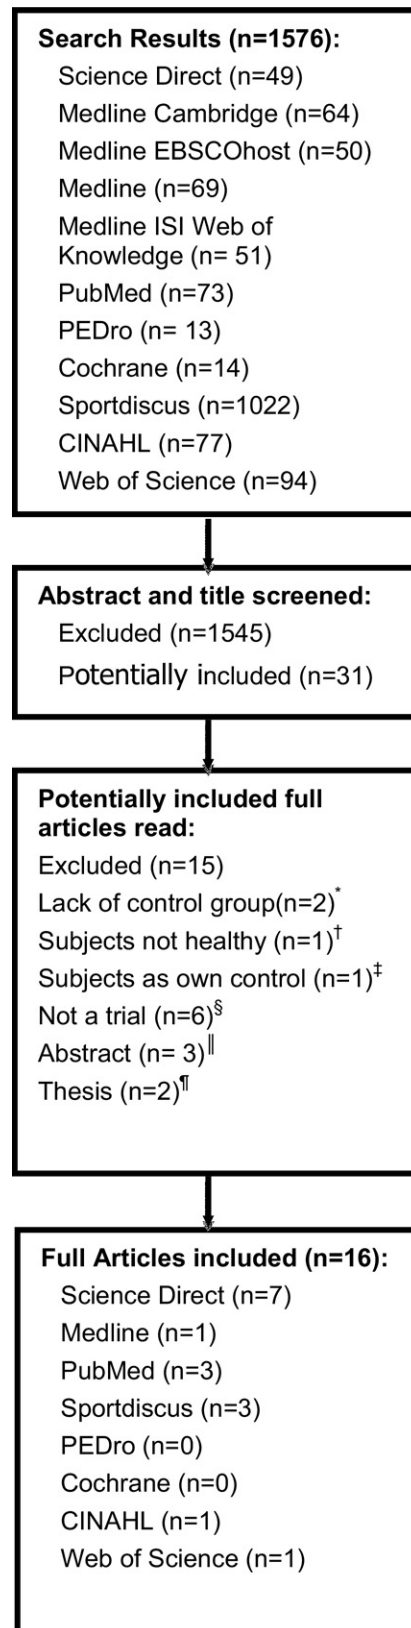 Search Results (n=1576):
Science Direct (n=49)
Medline Cambridge (n=64)
Medline EBSCOhost (n=50)
Medline (n=69)
Medline ISI Web of
Knowledge (n= 51)
PubMed (n=73)
PEDro (n= 13)
Cochrane (n=14)
Sportdiscus (n=1022)
CINAHL (n=77)
Web of Science (n=94)
Abstract and title screened:
Excluded (n=1545)
Potentially included (n=31)
Potentially included full
articles read:
Excluded (n=15)
Lack of control group(n=2)*
Subjects not healthy (n=1)†
Subjects as own control (n=1)‡
Not a trial (n=6)§
Abstract (n= 3)‖
Thesis (n=2)¶
Full Articles included (n=16):
Science Direct (n=7)
Medline (n=1)
PubMed (n=3)
Sportdiscus (n=3)
PEDro (n=0)
Cochrane (n=0)
CINAHL (n=1)
Web of Science (n=1)